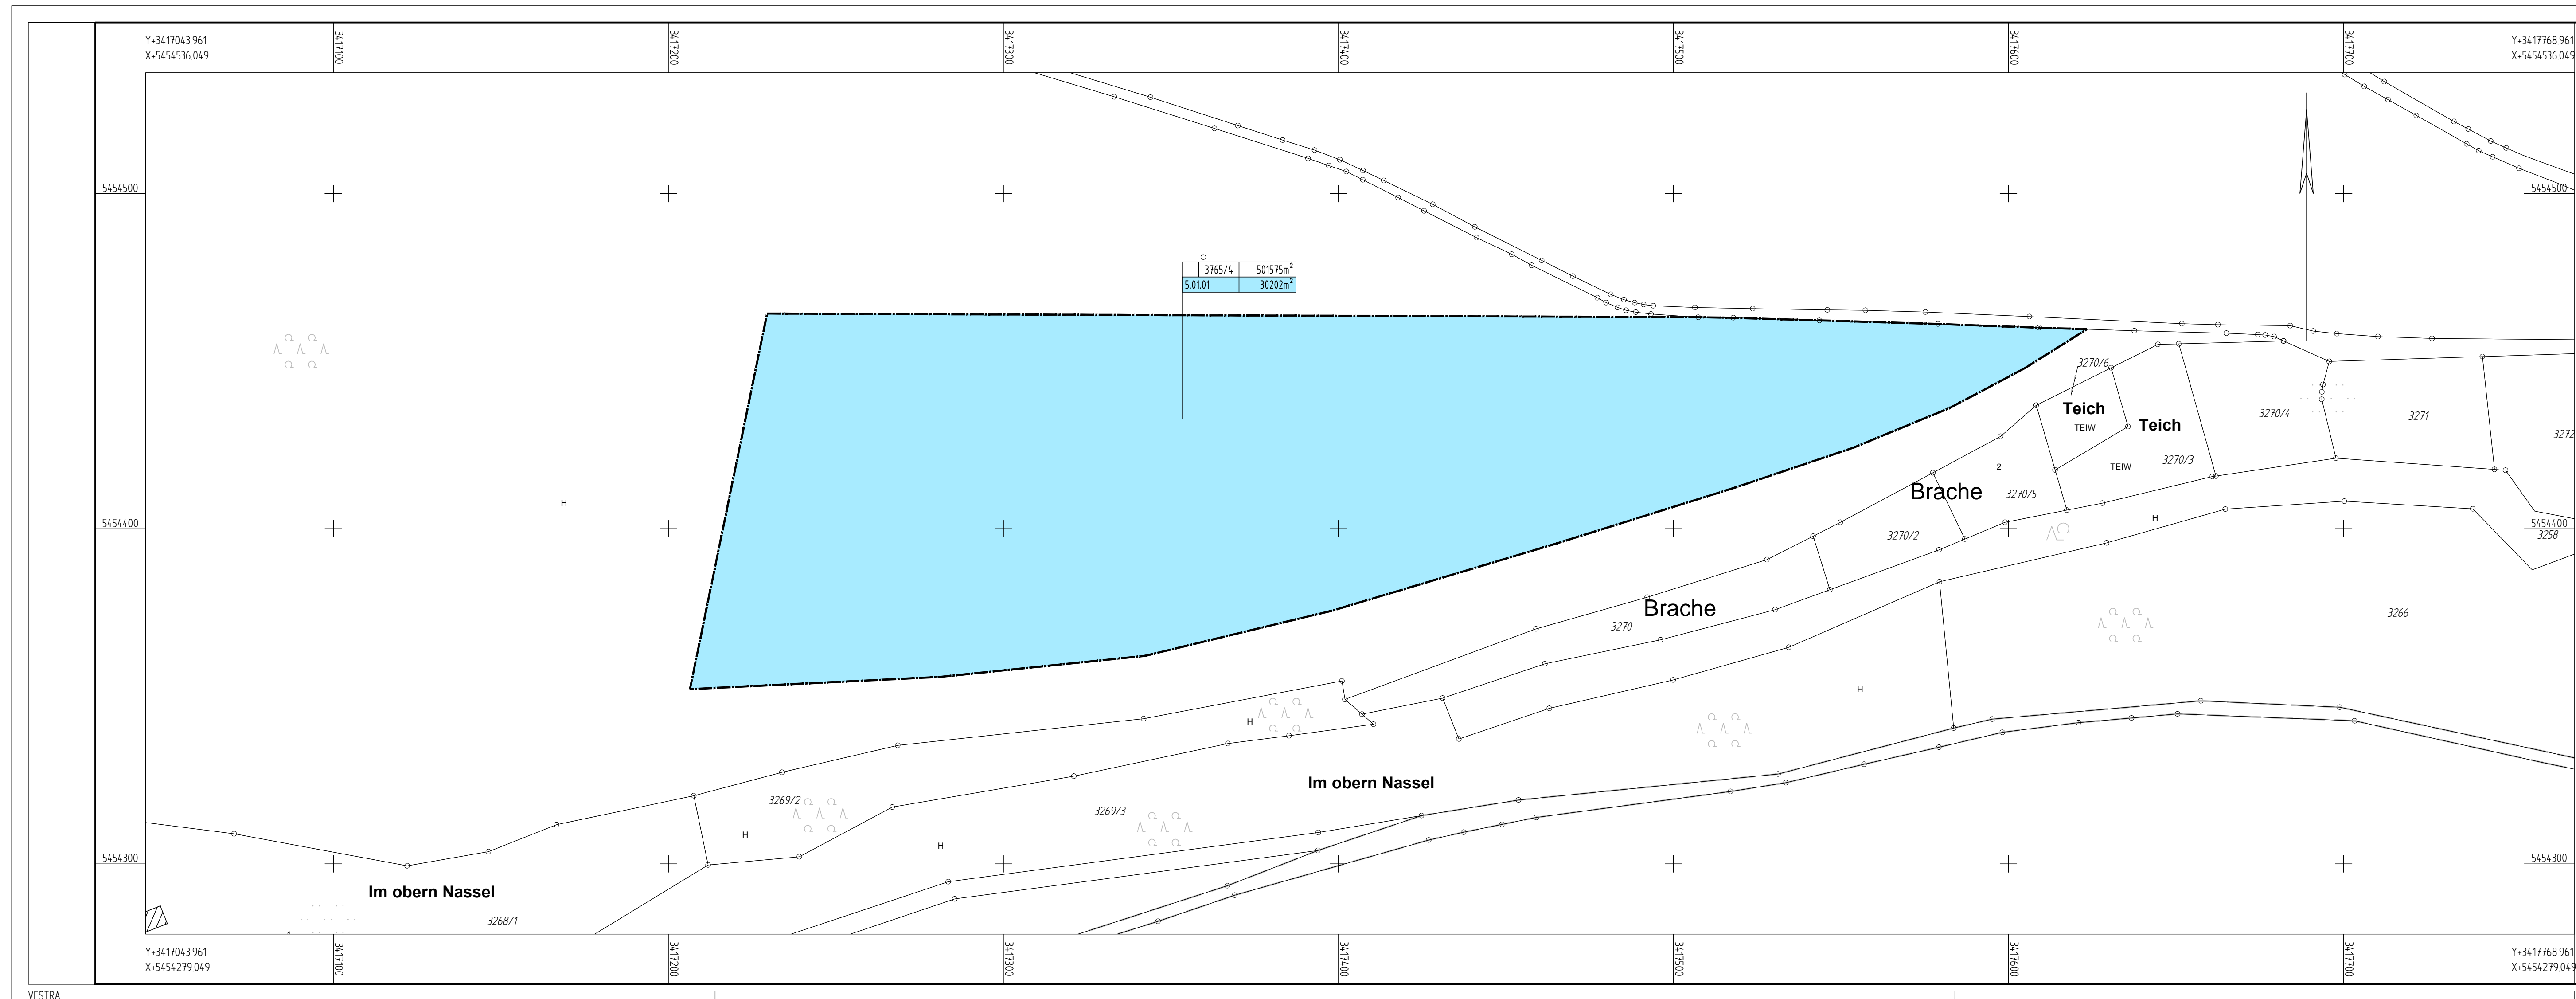 Y+3417043.961
X+5454536.049
3417100
3417200
3417300
3417400
3417500
3417600
3417700
Y+3417768.961
X+5454536.049
5454500
5454500
3765/4 501575m²
5.01.01 30202m²
3270/6
Teich
TEIW
Teich
TEIW
3270/3
3270/4
3271
3272
2
Brache
3270/5
H
H
5454400
5454400
3258
3270/2
Brache
3270
3266
H
H
Im obern Nassel
3269/2
3269/3
H
H
5454300
5454300
Im obern Nassel
3268/1
Y+3417043.961
X+5454279.049
3417100
3417200
3417300
3417400
3417500
3417600
3417700
Y+3417768.961
X+5454279.049
VESTRA